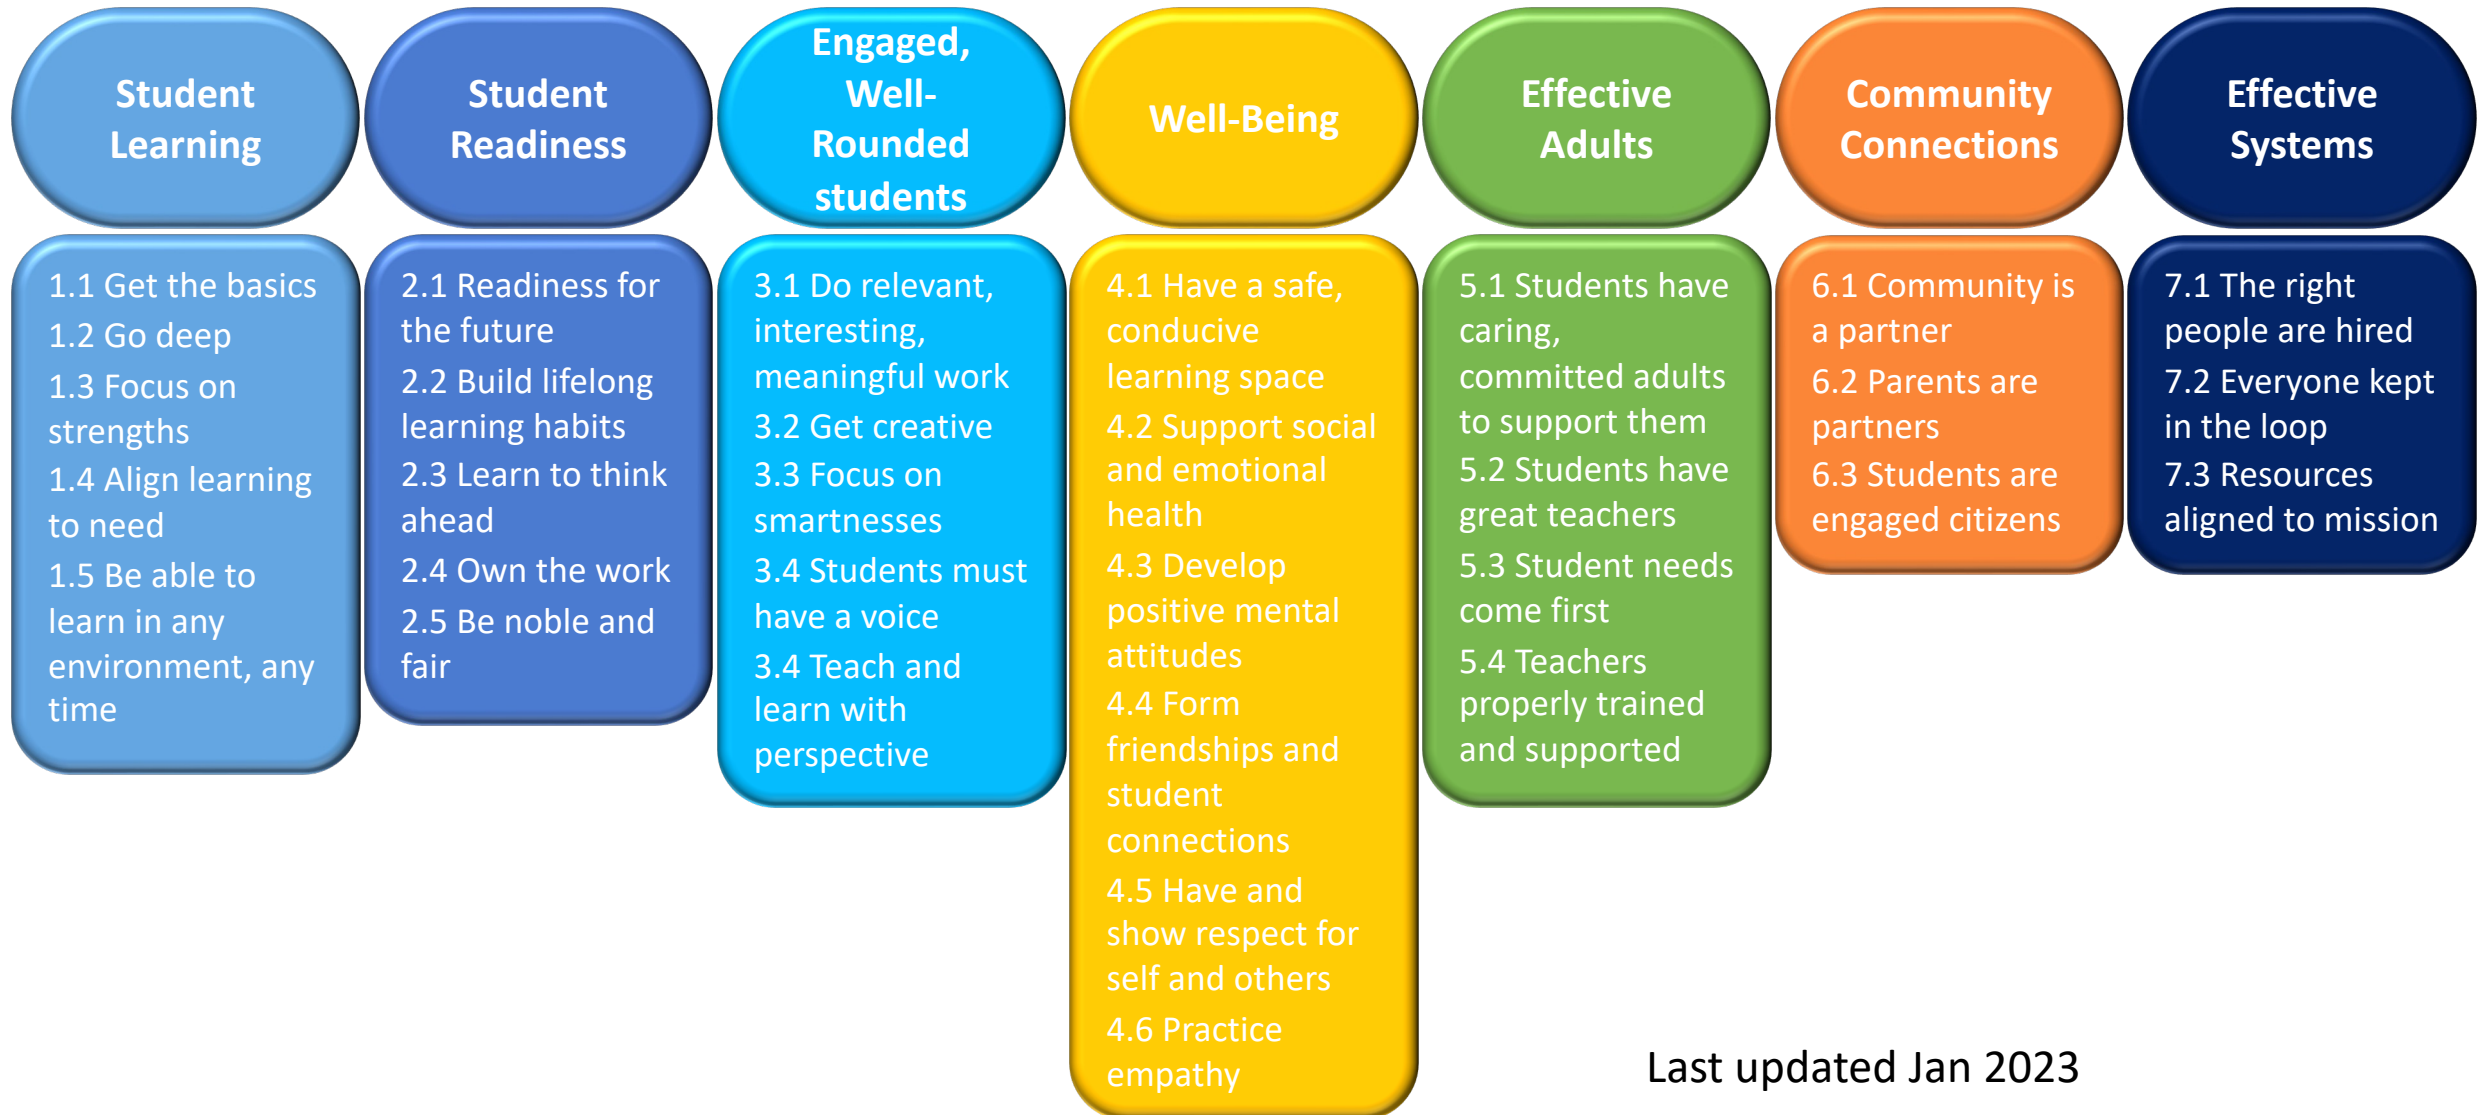 Student
Learning
1.1 Get the basics
1.2 Go deep
1.3 Focus on
strengths
1.4 Align learning
to need
1.5 Be able to
learn in any
environment, any
time
Student
Readiness
2.1 Readiness for
the future
2.2 Build lifelong
learning habits
2.3 Learn to think
ahead
2.4 Own the work
2.5 Be noble and
fair
Engaged,
Well-
Rounded
students
3.1 Do relevant,
interesting,
meaningful work
3.2 Get creative
3.3 Focus on
smartnesses
3.4 Students must
have a voice
3.4 Teach and
learn with
perspective
Well-Being
4.1 Have a safe,
conducive
learning space
4.2 Support social
and emotional
health
4.3 Develop
positive mental
attitudes
4.4 Form
friendships and
student
connections
4.5 Have and
show respect for
self and others
4.6 Practice
empathy
Effective
Adults
5.1 Students have
caring,
committed adults
to support them
5.2 Students have
great teachers
5.3 Student needs
come first
5.4 Teachers
properly trained
and supported
Community
Connections
6.1 Community is
a partner
6.2 Parents are
partners
6.3 Students are
engaged citizens
Effective
Systems
7.1 The right
people are hired
7.2 Everyone kept
in the loop
7.3 Resources
aligned to mission
Last updated Jan 2023